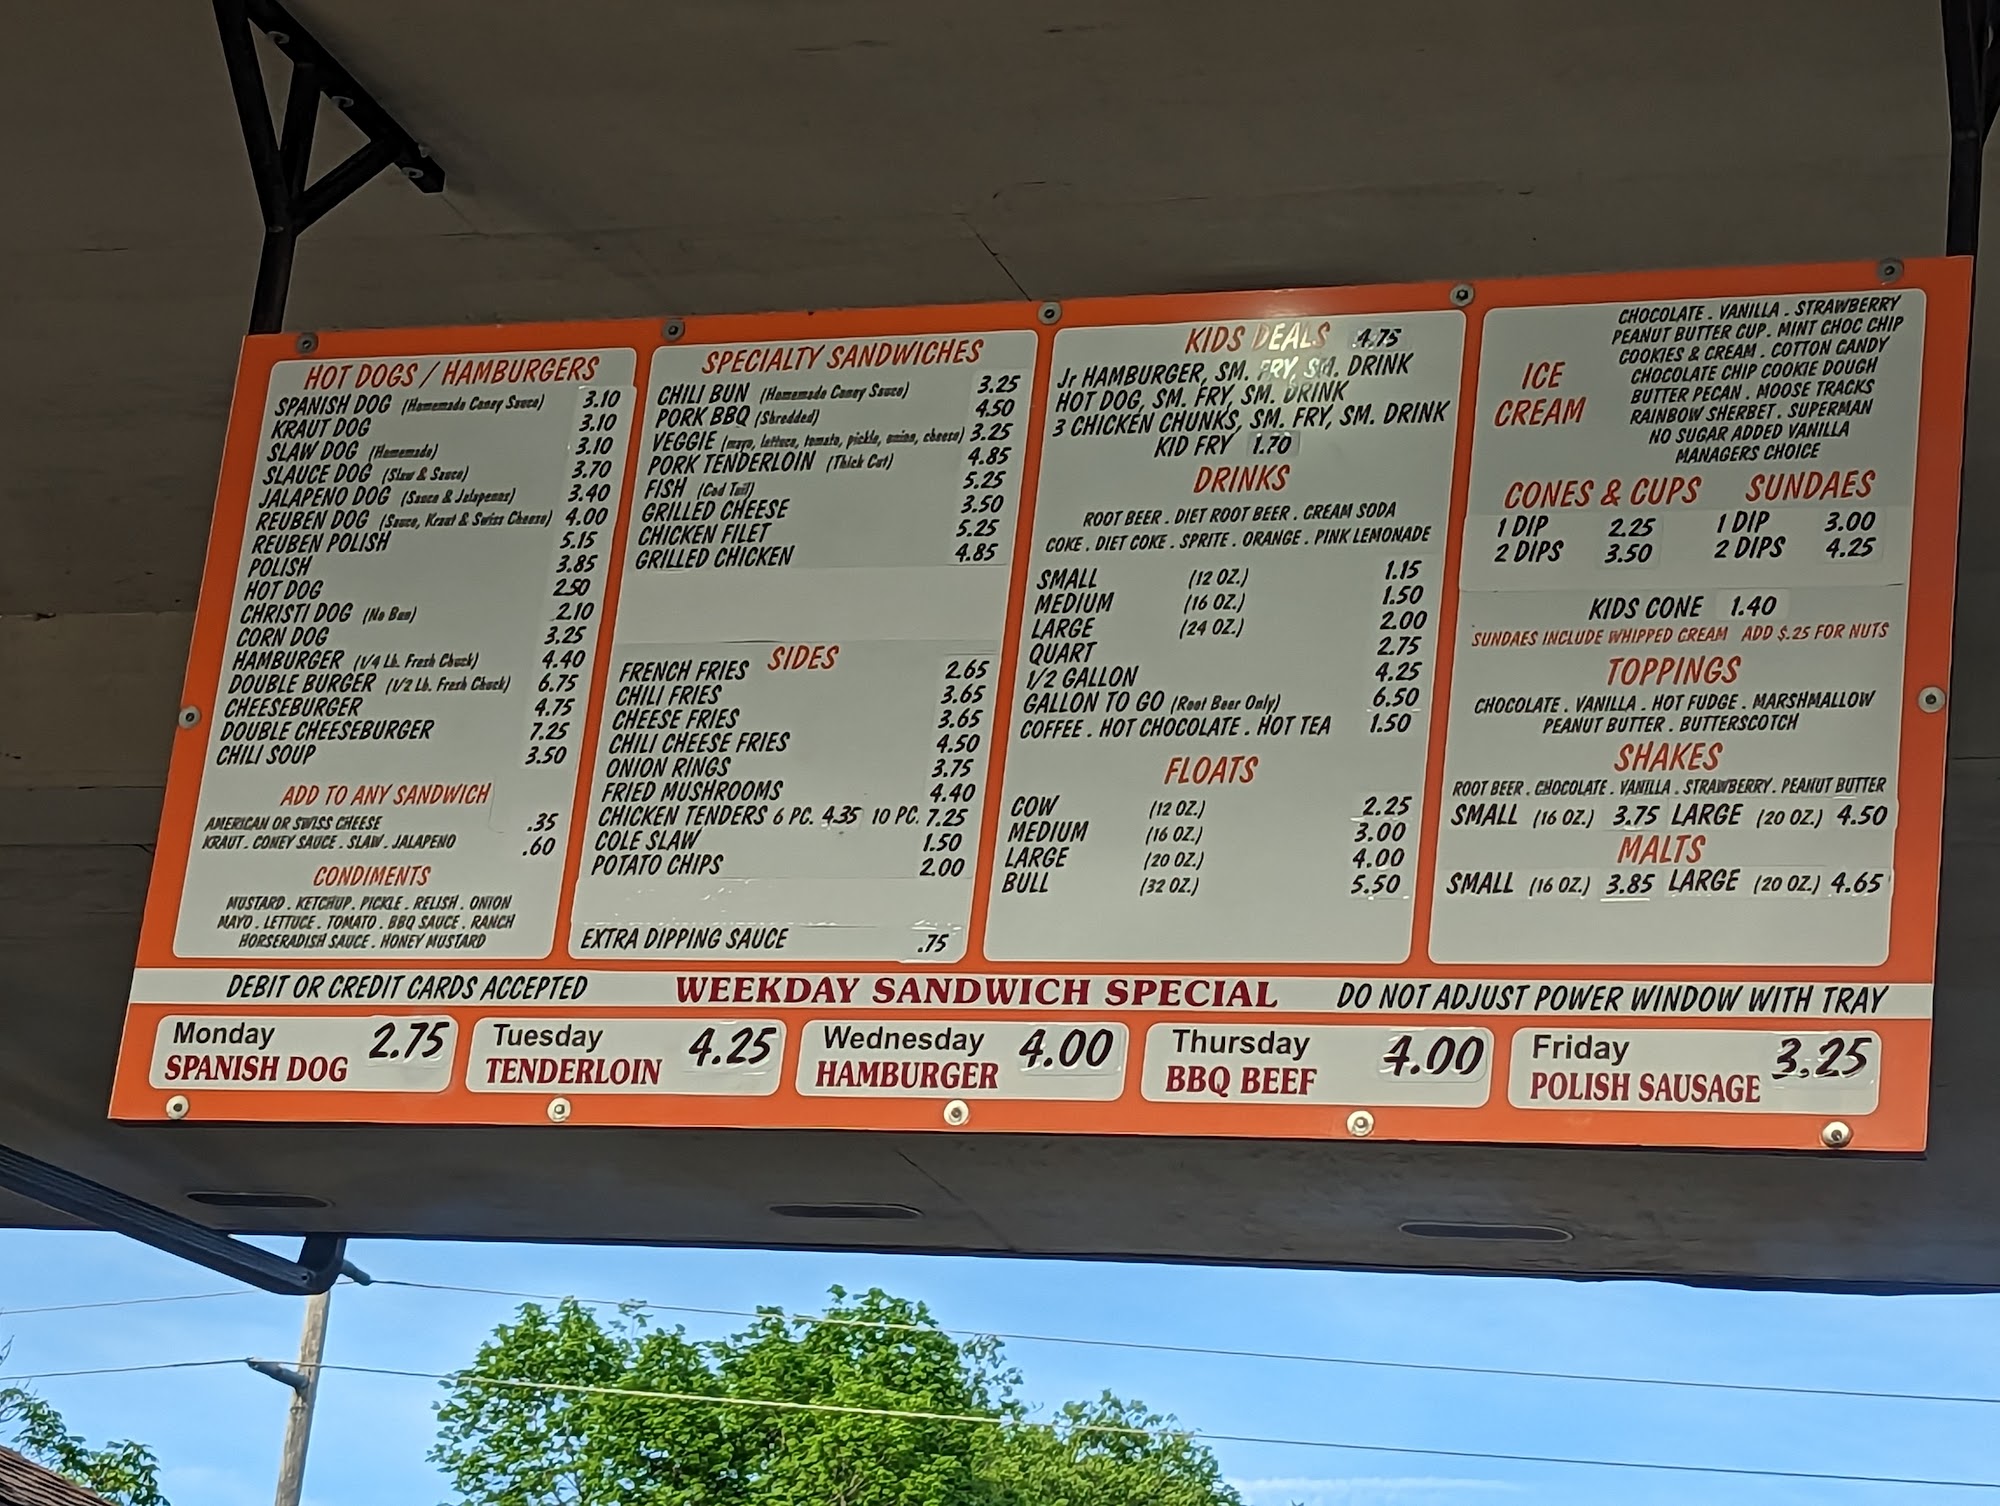 HOT DOGS / HAMBURGERS
SPANISH DOG (Homemade Coney Sauce) 3.10
KRAUT DOG 3.10
SLAW DOG (Homemade) 3.10
SLAUCE DOG (Slaw & Sauce) 3.70
JALAPENO DOG (Sauce & Jalapenos) 3.40
REUBEN DOG (Sauce, Kraut & Swiss Cheese) 4.00
REUBEN POLISH 5.15
POLISH 3.85
HOT DOG 2.50
CHRISTI DOG (No Bun) 2.10
CORN DOG 3.25
HAMBURGER (1/4 Lb. Fresh Chuck) 4.40
DOUBLE BURGER (1/2 Lb. Fresh Chuck) 6.75
CHEESEBURGER 4.75
DOUBLE CHEESEBURGER 7.25
CHILI SOUP 3.50
ADD TO ANY SANDWICH
AMERICAN OR SWISS CHEESE .35
KRAUT . CONEY SAUCE . SLAW . JALAPENO .60
CONDIMENTS
MUSTARD . KETCHUP . PICKLE . RELISH . ONION
MAYO . LETTUCE . TOMATO . BBQ SAUCE . RANCH
HORSERADISH SAUCE . HONEY MUSTARD
SPECIALTY SANDWICHES
CHILI BUN (Homemade Coney Sauce) 3.25
PORK BBQ (Shredded) 4.50
VEGGIE (mayo, lettuce, tomato, pickle, onion, cheese) 3.25
PORK TENDERLOIN (Thick Cut) 4.85
FISH (Cod Tail) 5.25
GRILLED CHEESE 3.50
CHICKEN FILET 5.25
GRILLED CHICKEN 4.85
SIDES
FRENCH FRIES 2.65
CHILI FRIES 3.65
CHEESE FRIES 3.65
CHILI CHEESE FRIES 4.50
ONION RINGS 3.75
FRIED MUSHROOMS 4.40
CHICKEN TENDERS 6 PC. 4.35 10 PC. 7.25
COLE SLAW 1.50
POTATO CHIPS 2.00
EXTRA DIPPING SAUCE .75
KIDS DEALS 4.75
Jr HAMBURGER, SM. FRY, SM. DRINK
HOT DOG, SM. FRY, SM. DRINK
3 CHICKEN CHUNKS, SM. FRY, SM. DRINK
KID FRY 1.70
DRINKS
ROOT BEER . DIET ROOT BEER . CREAM SODA
COKE . DIET COKE . SPRITE . ORANGE . PINK LEMONADE
SMALL (12 OZ.) 1.15
MEDIUM (16 OZ.) 1.50
LARGE (24 OZ.) 2.00
QUART 2.75
1/2 GALLON 4.25
GALLON TO GO (Root Beer Only) 6.50
COFFEE . HOT CHOCOLATE . HOT TEA 1.50
FLOATS
COW (12 OZ.) 2.25
MEDIUM (16 OZ.) 3.00
LARGE (20 OZ.) 4.00
BULL (32 OZ.) 5.50
ICE CREAM
CHOCOLATE . VANILLA . STRAWBERRY
PEANUT BUTTER CUP . MINT CHOC CHIP
COOKIES & CREAM . COTTON CANDY
CHOCOLATE CHIP COOKIE DOUGH
BUTTER PECAN . MOOSE TRACKS
RAINBOW SHERBET . SUPERMAN
NO SUGAR ADDED VANILLA
MANAGERS CHOICE
CONES & CUPS SUNDAES
1 DIP 2.25 1 DIP 3.00
2 DIPS 3.50 2 DIPS 4.25
KIDS CONE 1.40
SUNDAES INCLUDE WHIPPED CREAM ADD $.25 FOR NUTS
TOPPINGS
CHOCOLATE . VANILLA . HOT FUDGE . MARSHMALLOW
PEANUT BUTTER . BUTTERSCOTCH
SHAKES
ROOT BEER . CHOCOLATE . VANILLA . STRAWBERRY . PEANUT BUTTER
SMALL (16 OZ.) 3.75 LARGE (20 OZ.) 4.50
MALTS
SMALL (16 OZ.) 3.85 LARGE (20 OZ.) 4.65
DEBIT OR CREDIT CARDS ACCEPTED WEEKDAY SANDWICH SPECIAL DO NOT ADJUST POWER WINDOW WITH TRAY
Monday 2.75
SPANISH DOG
Tuesday 4.25
TENDERLOIN
Wednesday 4.00
HAMBURGER
Thursday 4.00
BBQ BEEF
Friday 3.25
POLISH SAUSAGE